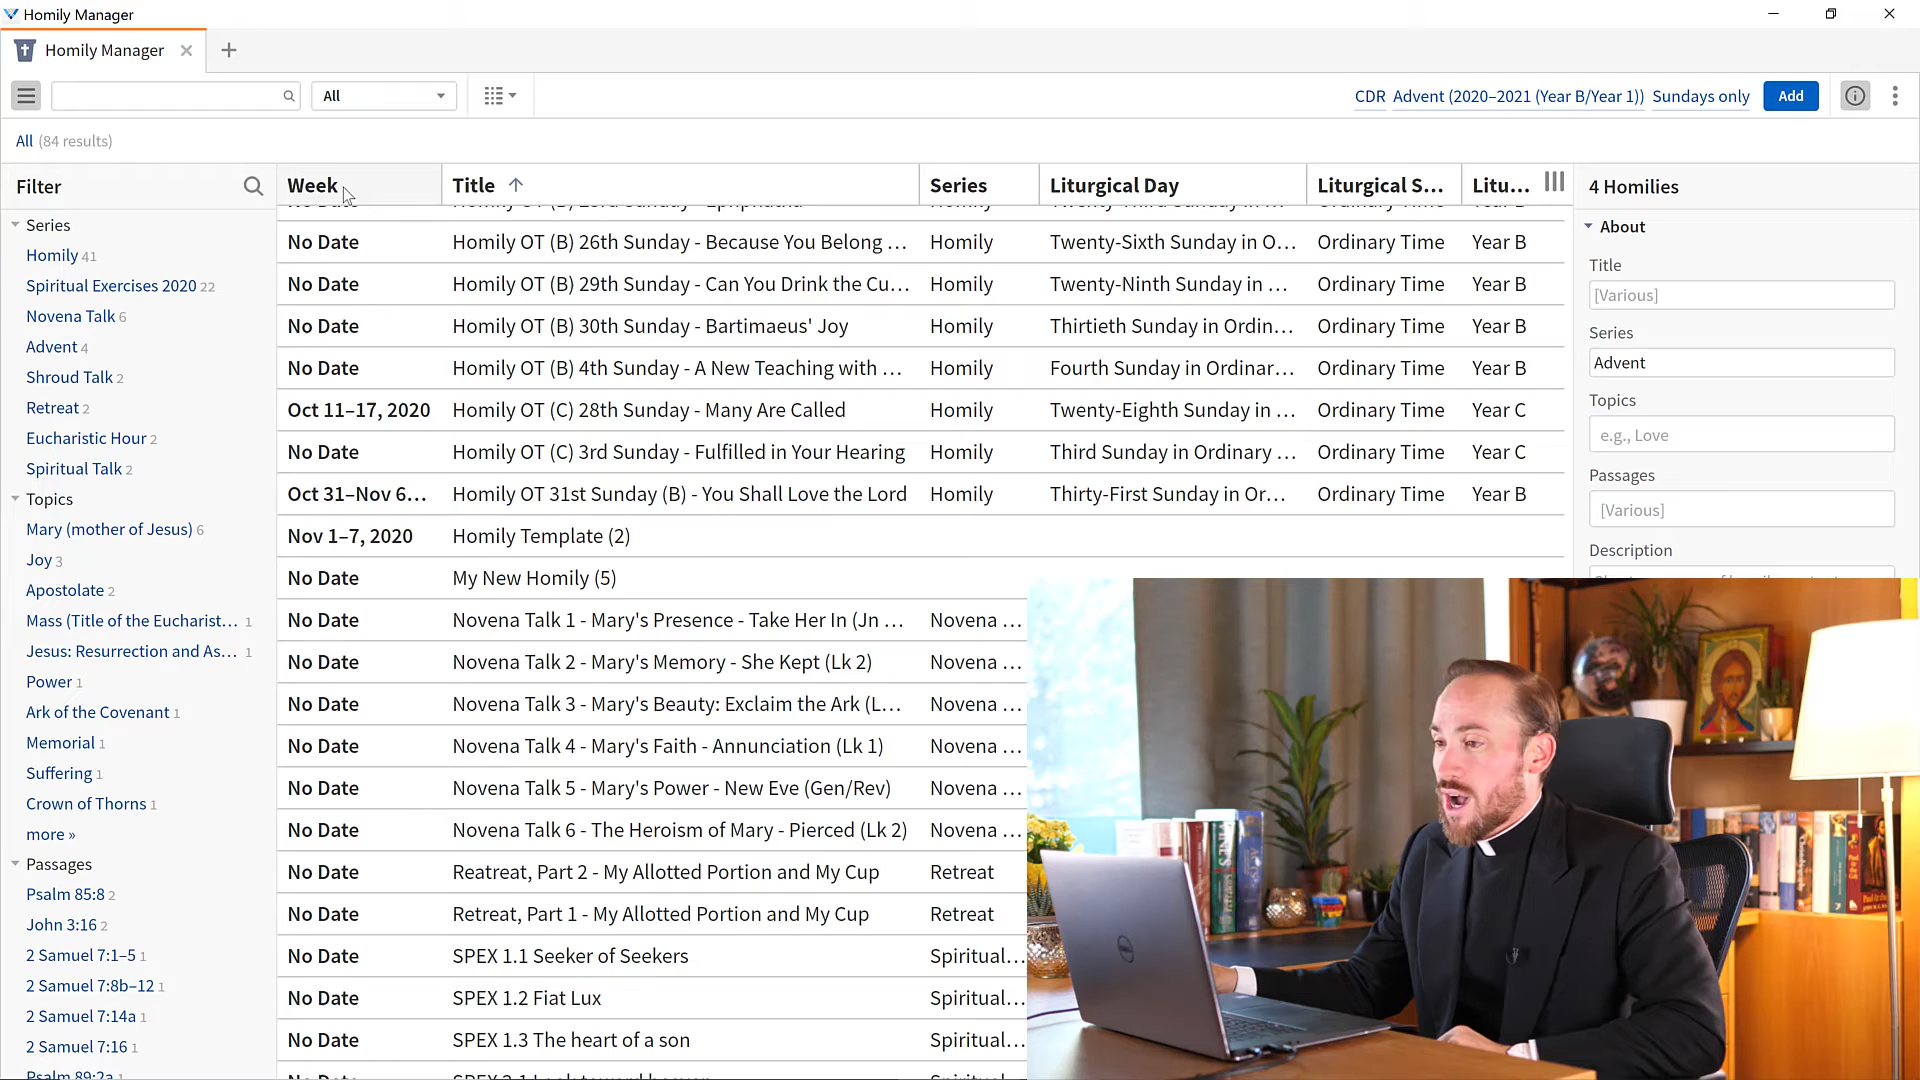 Homily Manager
Homily Manager
All
CDR Advent (2020–2021 (Year B/Year 1)) Sundays only Add
All (84 results)
Filter
Series
Homily 41
Spiritual Exercises 2020 22
Novena Talk 6
Advent 4
Shroud Talk 2
Retreat 2
Eucharistic Hour 2
Spiritual Talk 2
Topics
Mary (mother of Jesus) 6
Joy 3
Apostolate 2
Mass (Title of the Eucharist... 1
Jesus: Resurrection and As... 1
Power 1
Ark of the Covenant 1
Memorial 1
Suffering 1
Crown of Thorns 1
more »
Passages
Psalm 85:8 2
John 3:16 2
2 Samuel 7:1–5 1
2 Samuel 7:8b–12 1
2 Samuel 7:14a 1
2 Samuel 7:16 1
Psalm 89:2a 1
Week Title Series Liturgical Day Liturgical S... Litu...
No Date Homily OT (B) 26th Sunday - Because You Belong ... Homily Twenty-Sixth Sunday in O... Ordinary Time Year B
No Date Homily OT (B) 29th Sunday - Can You Drink the Cu... Homily Twenty-Ninth Sunday in ... Ordinary Time Year B
No Date Homily OT (B) 30th Sunday - Bartimaeus' Joy Homily Thirtieth Sunday in Ordin... Ordinary Time Year B
No Date Homily OT (B) 4th Sunday - A New Teaching with ... Homily Fourth Sunday in Ordinar... Ordinary Time Year B
Oct 11–17, 2020 Homily OT (C) 28th Sunday - Many Are Called Homily Twenty-Eighth Sunday in ... Ordinary Time Year C
No Date Homily OT (C) 3rd Sunday - Fulfilled in Your Hearing Homily Third Sunday in Ordinary ... Ordinary Time Year C
Oct 31–Nov 6... Homily OT 31st Sunday (B) - You Shall Love the Lord Homily Thirty-First Sunday in Or... Ordinary Time Year B
Nov 1–7, 2020 Homily Template (2)
No Date My New Homily (5)
No Date Novena Talk 1 - Mary's Presence - Take Her In (Jn ... Novena ...
No Date Novena Talk 2 - Mary's Memory - She Kept (Lk 2) Novena ...
No Date Novena Talk 3 - Mary's Beauty: Exclaim the Ark (L... Novena ...
No Date Novena Talk 4 - Mary's Faith - Annunciation (Lk 1) Novena ...
No Date Novena Talk 5 - Mary's Power - New Eve (Gen/Rev) Novena ...
No Date Novena Talk 6 - The Heroism of Mary - Pierced (Lk 2) Novena ...
No Date Reatreat, Part 2 - My Allotted Portion and My Cup Retreat
No Date Retreat, Part 1 - My Allotted Portion and My Cup Retreat
No Date SPEX 1.1 Seeker of Seekers Spiritual...
No Date SPEX 1.2 Fiat Lux Spiritual...
No Date SPEX 1.3 The heart of a son Spiritual...
4 Homilies
About
Title
[Various]
Series
Advent
Topics
e.g., Love
Passages
[Various]
Description